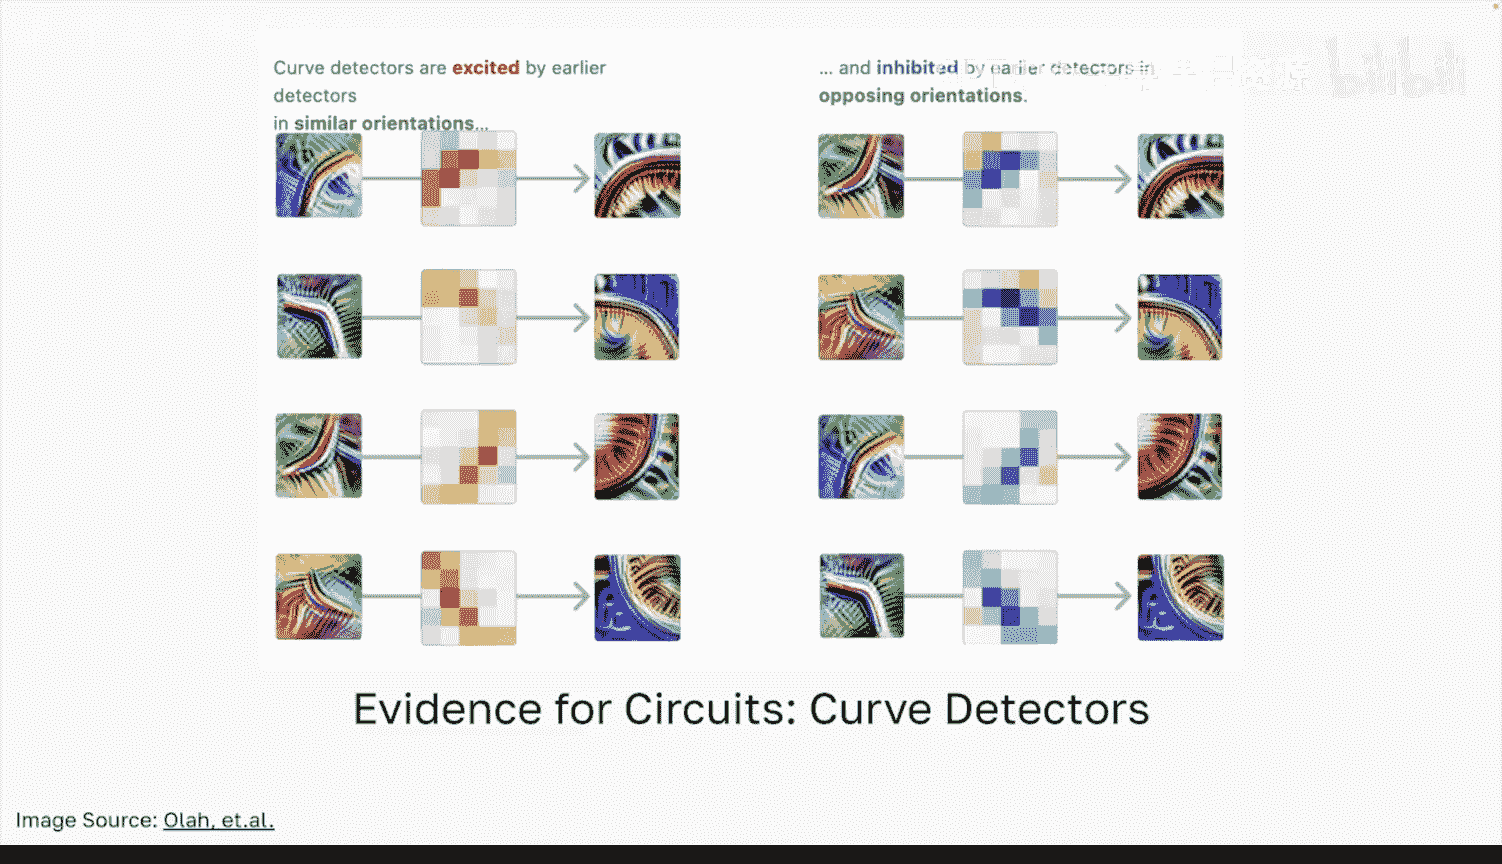 Curve detectors are excited by earlier
detectors
in similar orientations...
... and inhibited by earlier detectors in
opposing orientations.
Evidence for Circuits: Curve Detectors
Image Source: Olah, et.al.